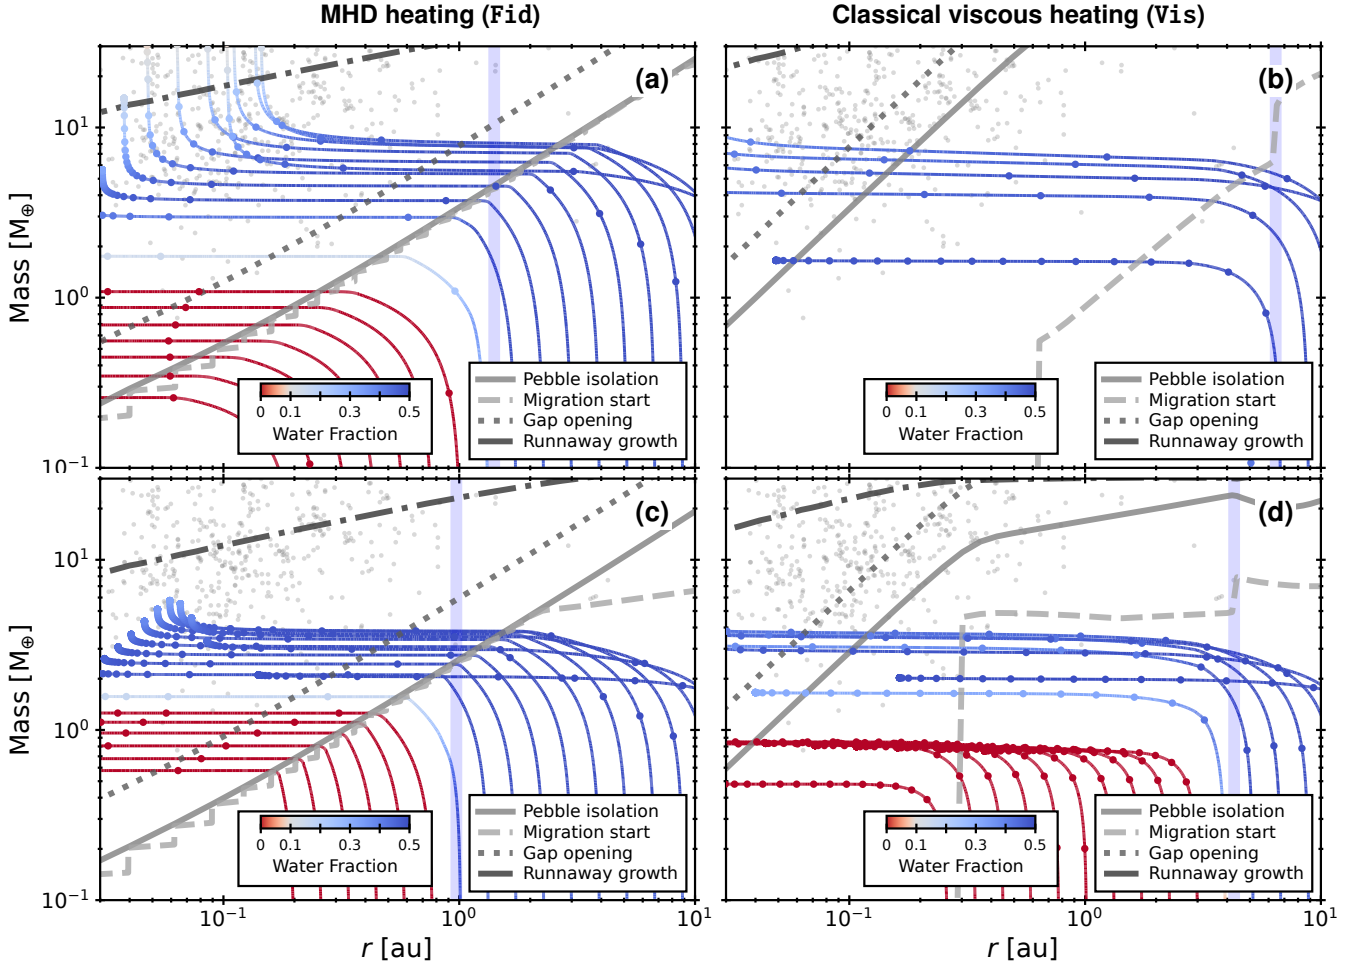 MHD heating (Fid)
Classical viscous heating (Vis)
(a)
(b)
Mass [M⊕]
10¹
10⁰
10⁻¹
0 0.1 0.3 0.5
Water Fraction
Pebble isolation
Migration start
Gap opening
Runnaway growth
0 0.1 0.3 0.5
Water Fraction
Pebble isolation
Migration start
Gap opening
Runnaway growth
(c)
(d)
Mass [M⊕]
10¹
10⁰
10⁻¹
0 0.1 0.3 0.5
Water Fraction
Pebble isolation
Migration start
Gap opening
Runnaway growth
0 0.1 0.3 0.5
Water Fraction
Pebble isolation
Migration start
Gap opening
Runnaway growth
10⁻¹ 10⁰ 10¹
10⁻¹ 10⁰ 10¹
r [au]
r [au]